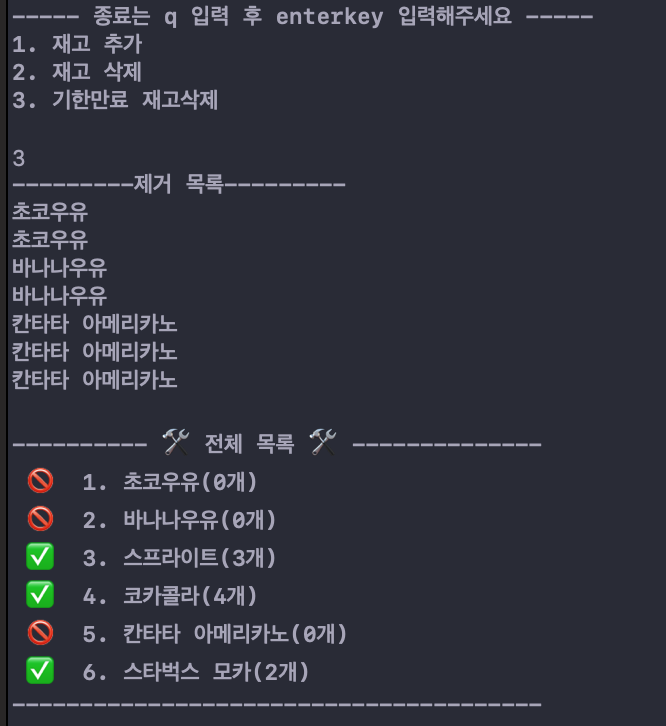 ----- 종료는 q 입력 후 enterkey 입력해주세요 -----
1. 재고 추가
2. 재고 삭제
3. 기한만료 재고삭제
3
---------제거 목록---------
초코우유
초코우유
바나나우유
바나나우유
칸타타 아메리카노
칸타타 아메리카노
칸타타 아메리카노
---------- 🛠 전체 목록 🛠 --------------
🚫 1. 초코우유(0개)
🚫 2. 바나나우유(0개)
✅ 3. 스프라이트(3개)
✅ 4. 코카콜라(4개)
🚫 5. 칸타타 아메리카노(0개)
✅ 6. 스타벅스 모카(2개)
---------------------------------------